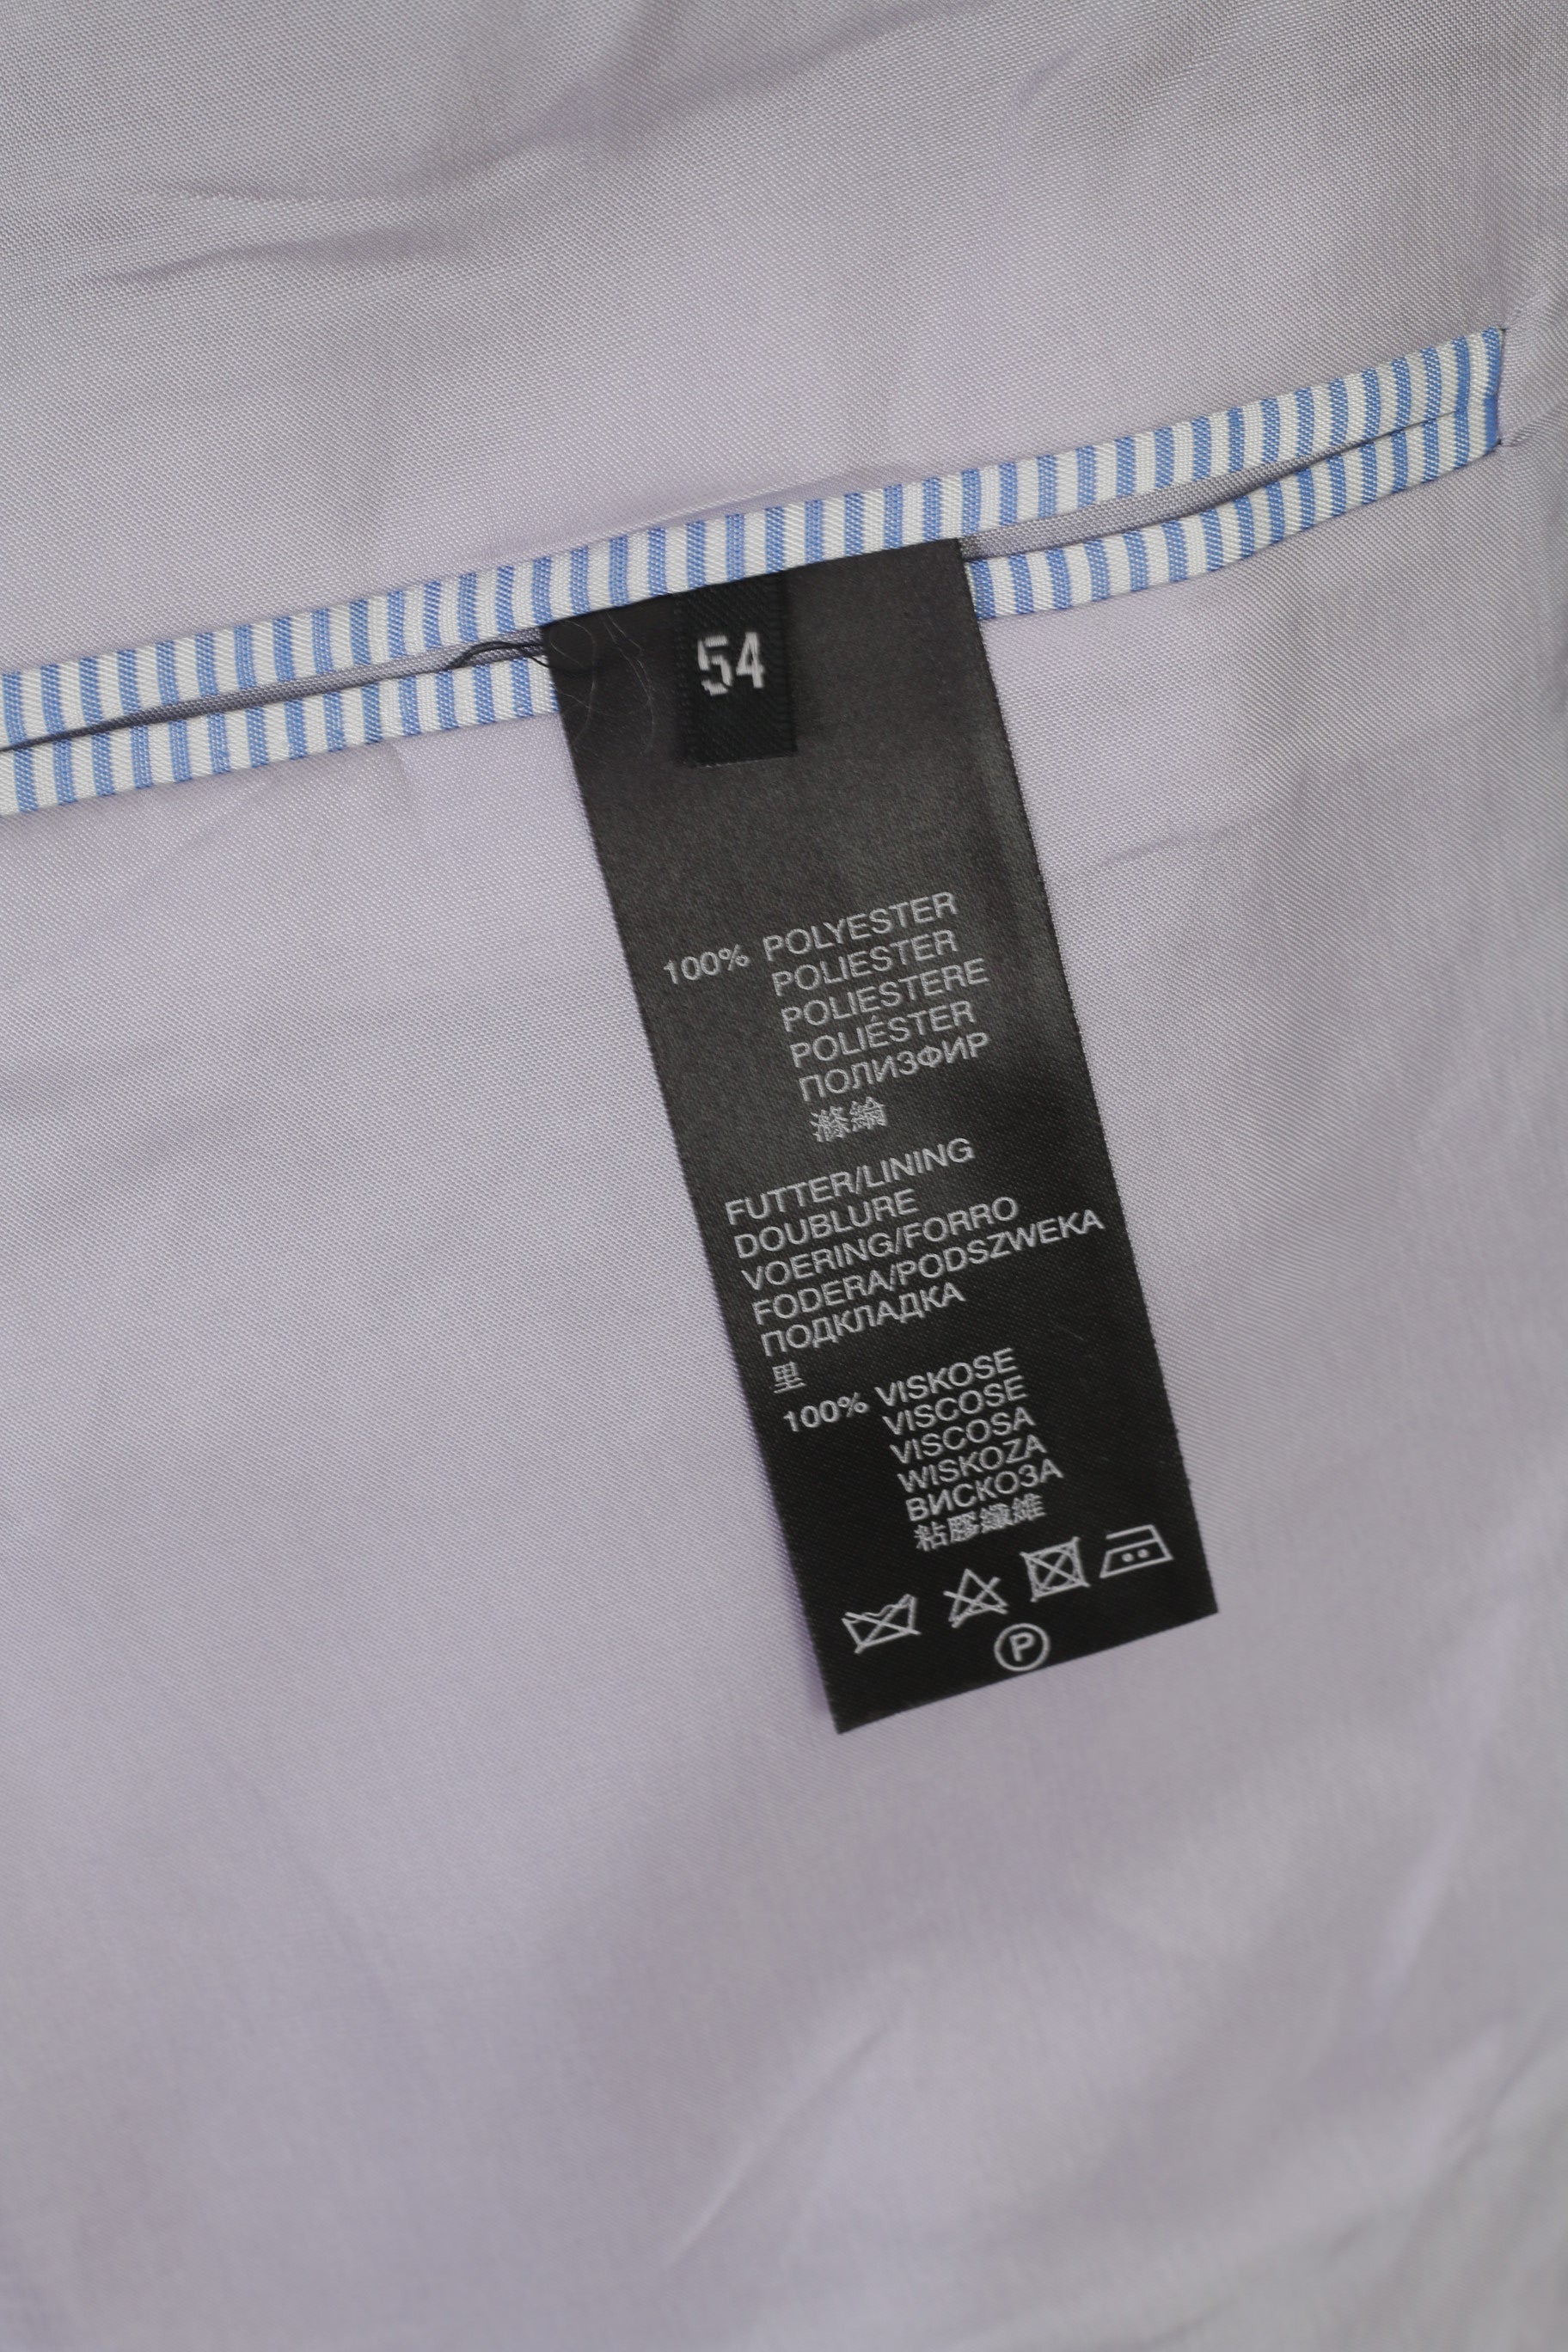 54
100% POLYESTER
POLIESTER
POLIESTERE
POLIÉSTER
ПОЛИЗФИР
滌綸
FUTTER/LINING
DOUBLURE
VOERING/FORRO
FODERA/PODSZWEKA
ПОДКЛАДКА
里
100% VISKOSE
VISCOSE
VISCOSA
WISKOZA
ВИСКОЗА
粘膠纖維
P